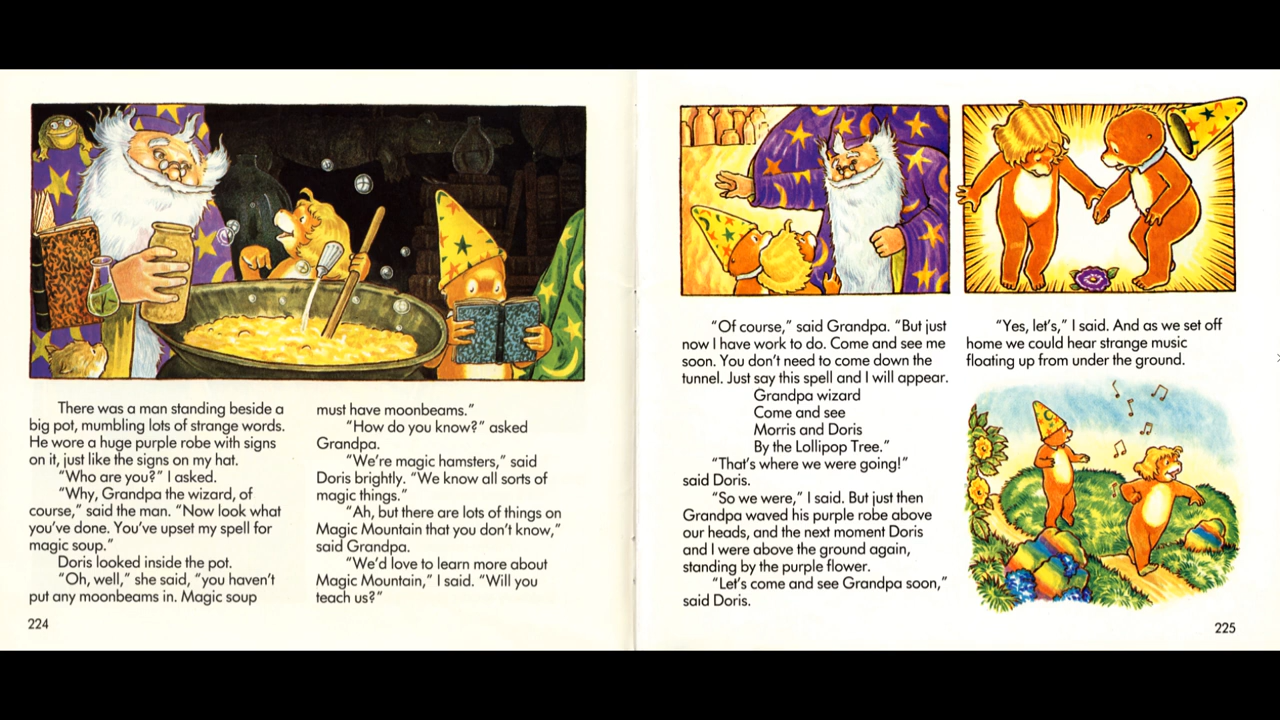 There was a man standing beside a
big pot, mumbling lots of strange words.
He wore a huge purple robe with signs
on it, just like the signs on my hat.
“Who are you?” I asked.
“Why, Grandpa the wizard, of
course,” said the man. “Now look what
you’ve done. You’ve upset my spell for
magic soup.”
Doris looked inside the pot.
“Oh, well,” she said, “you haven’t
put any moonbeams in. Magic soup
must have moonbeams.”
“How do you know?” asked
Grandpa.
“We’re magic hamsters,” said
Doris brightly. “We know all sorts of
magic things.”
“Ah, but there are lots of things on
Magic Mountain that you don’t know,”
said Grandpa.
“We’d love to learn more about
Magic Mountain,” I said. “Will you
teach us?”
224
“Of course,” said Grandpa. “But just
now I have work to do. Come and see me
soon. You don’t need to come down the
tunnel. Just say this spell and I will appear.
Grandpa wizard
Come and see
Morris and Doris
By the Lollipop Tree.”
“That’s where we were going!”
said Doris.
“So we were,” I said. But just then
Grandpa waved his purple robe above
our heads, and the next moment Doris
and I were above the ground again,
standing by the purple flower.
“Let’s come and see Grandpa soon,”
said Doris.
“Yes, let’s,” I said. And as we set off
home we could hear strange music
floating up from under the ground.
225